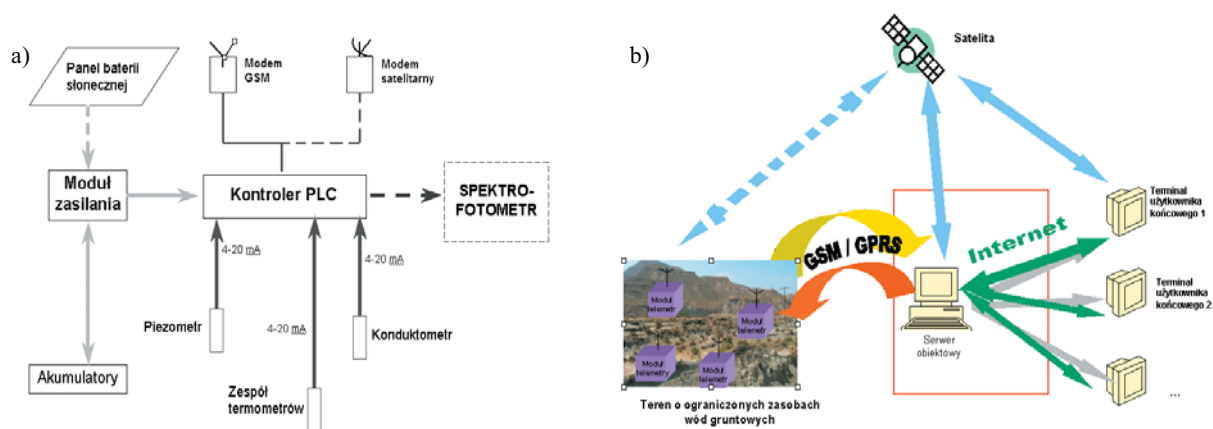 a)
Panel baterii
słonecznej
Modem
GSM
Modem
satelitarny
Moduł
zasilania
Kontroler PLC
SPEKTRO-
FOTOMETR
4-20 mA
4-20 mA
4-20 mA
Piezometr
Konduktometr
Akumulatory
Zespół
termometrów
b)
Satelita
Terminal
użytkownika
końcowego 1
Internet
GSM / GPRS
Moduł
telemetr
Moduł
telemetr
Moduł
telemetry
Moduł
telemetr
Terminal
użytkownika
końcowego 2
Serwer
obiektowy
...
Teren o ograniczonych zasobach
wód gruntowych